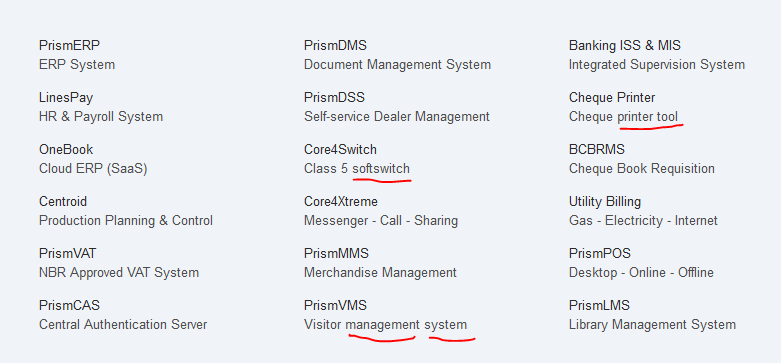 PrismERP
ERP System
LinesPay
HR & Payroll System
OneBook
Cloud ERP (SaaS)
Centroid
Production Planning & Control
PrismVAT
NBR Approved VAT System
PrismCAS
Central Authentication Server
PrismDMS
Document Management System
PrismDSS
Self-service Dealer Management
Core4Switch
Class 5 softswitch
Core4Xtreme
Messenger - Call - Sharing
PrismMMS
Merchandise Management
PrismVMS
Visitor management system
Banking ISS & MIS
Integrated Supervision System
Cheque Printer
Cheque printer tool
BCBRMS
Cheque Book Requisition
Utility Billing
Gas - Electricity - Internet
PrismPOS
Desktop - Online - Offline
PrismLMS
Library Management System